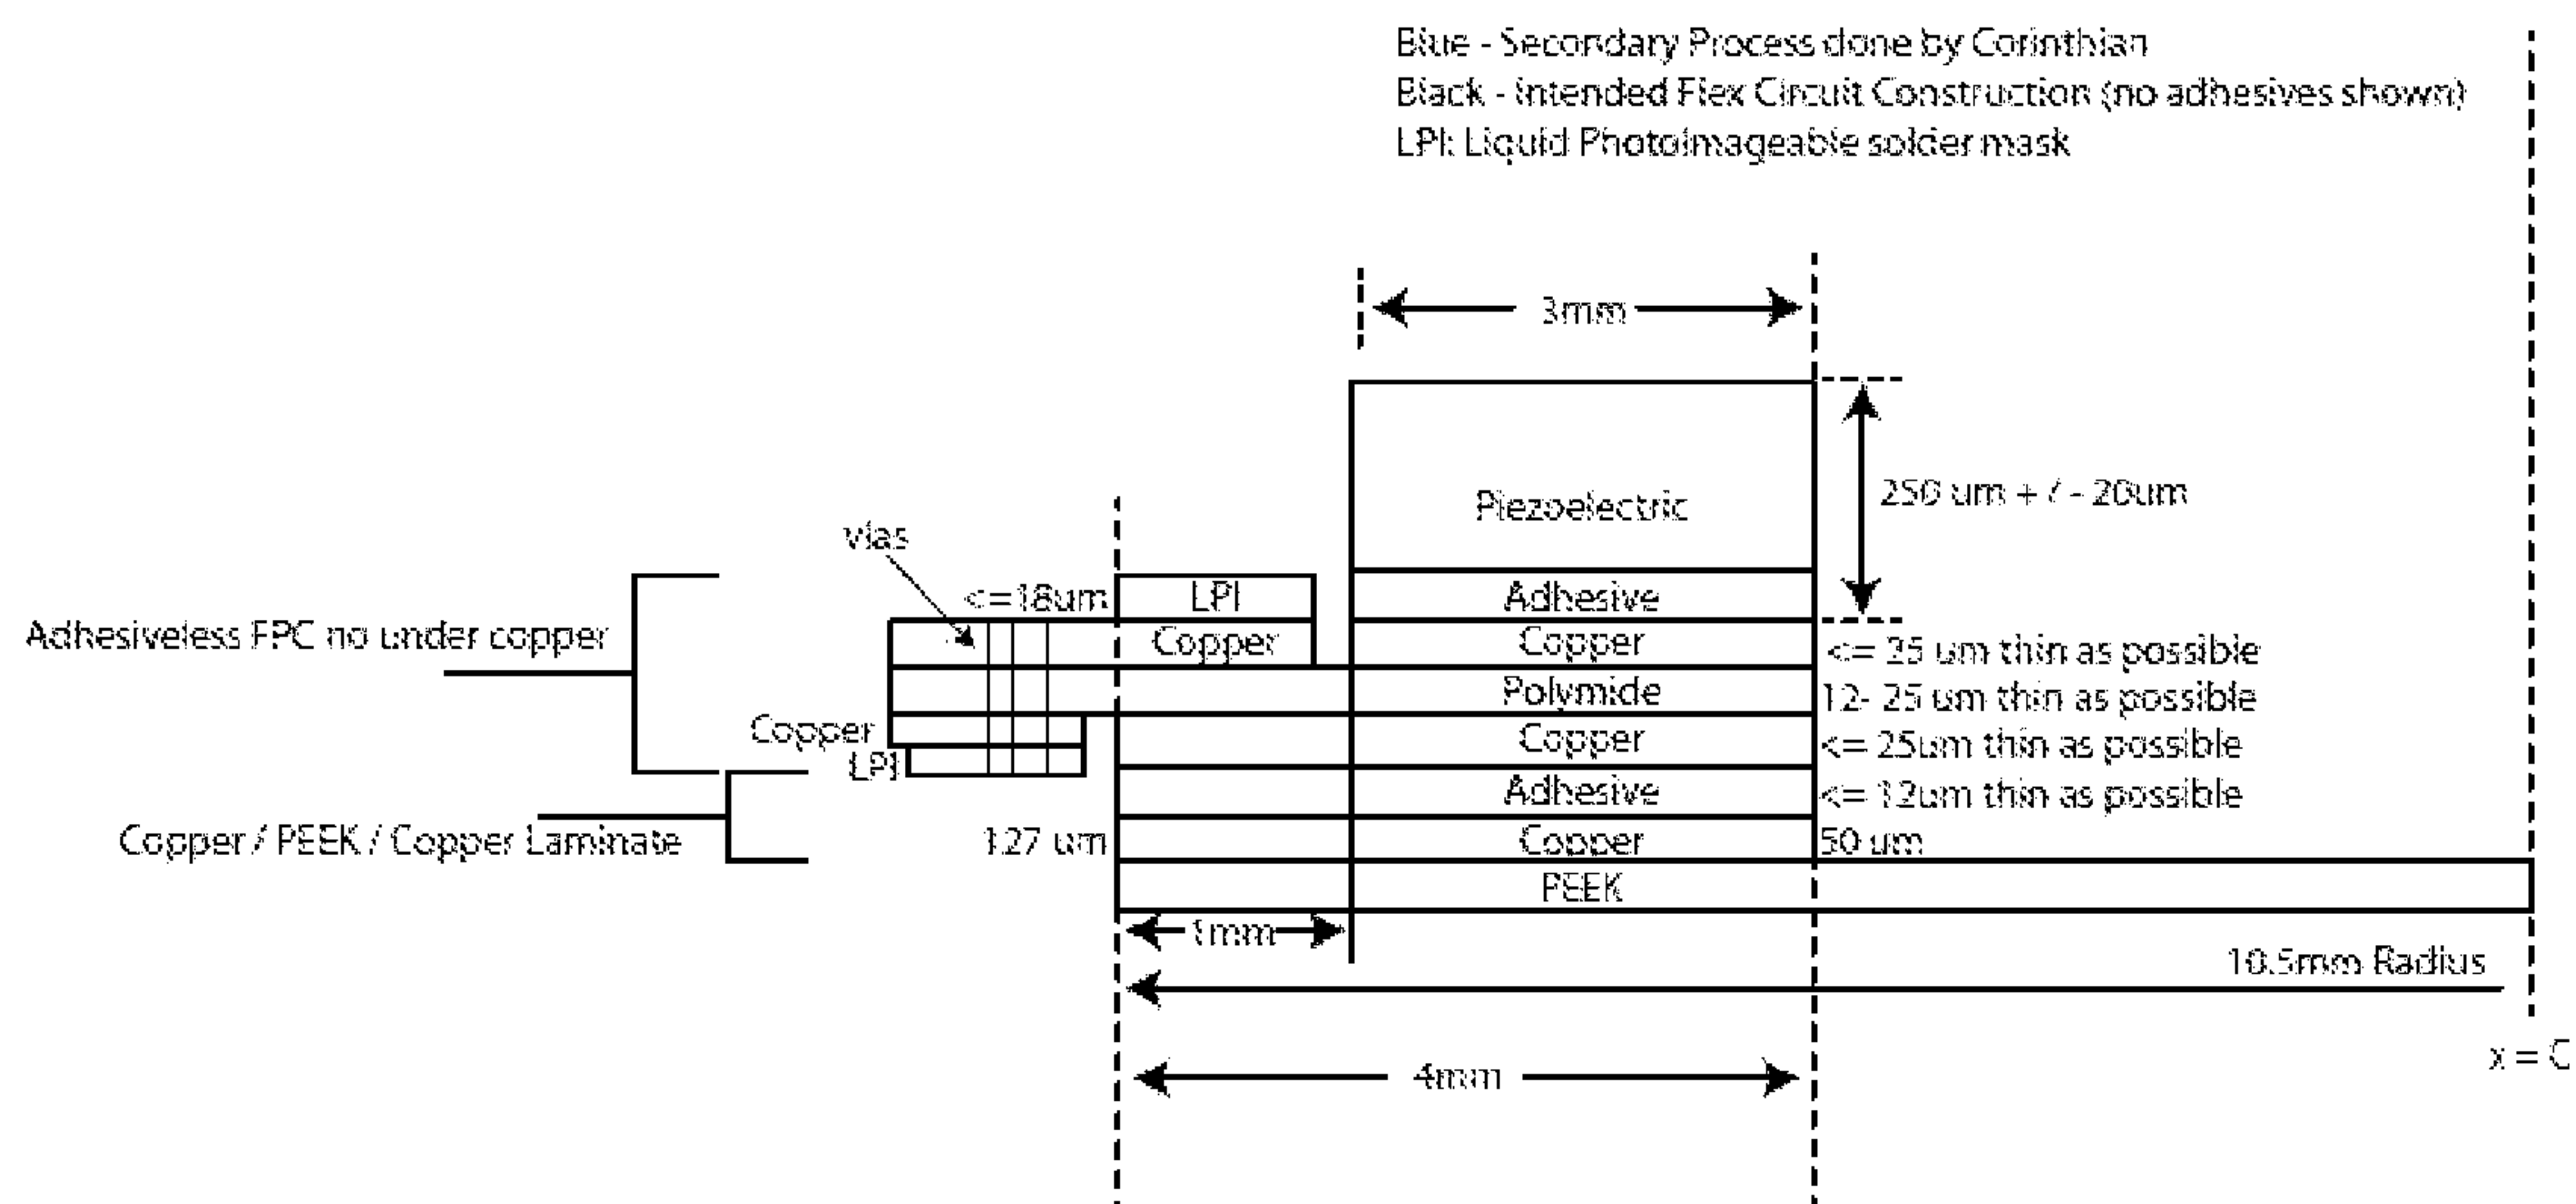 Blue - Secondary Process done by Corinthian
Black - Intended Flex Circuit Construction (no adhesives shown)
LPI: Liquid PhotoImageable solder mask
3mm
250 um + / - 20um
Piezoelectric
vias
<=18um
LPI
Adhesive
Adhesiveless FPC no under copper
Copper
Copper
<= 25 um thin as possible
Polymide
12- 25 um thin as possible
Copper
Copper
<= 25um thin as possible
LPI
Adhesive
<= 12um thin as possible
Copper / PEEK / Copper Laminate
127 um
Copper
50 um
PEEK
1mm
10.5mm Radius
x = C
4mm